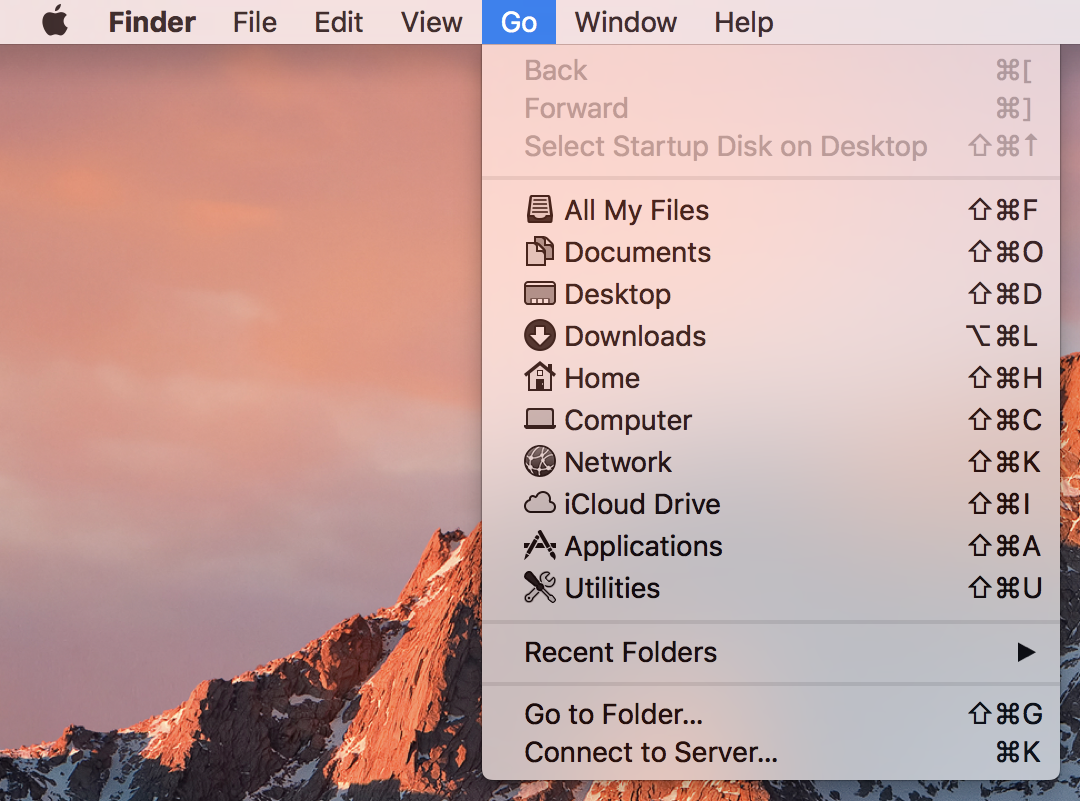 Finder File Edit View Go Window Help
Back ⌘[
Forward ⌘]
Select Startup Disk on Desktop ⇧⌘↑
All My Files ⇧⌘F
Documents ⇧⌘O
Desktop ⇧⌘D
Downloads ⌥⌘L
Home ⇧⌘H
Computer ⇧⌘C
Network ⇧⌘K
iCloud Drive ⇧⌘I
Applications ⇧⌘A
Utilities ⇧⌘U
Recent Folders ▶
Go to Folder... ⇧⌘G
Connect to Server... ⌘K